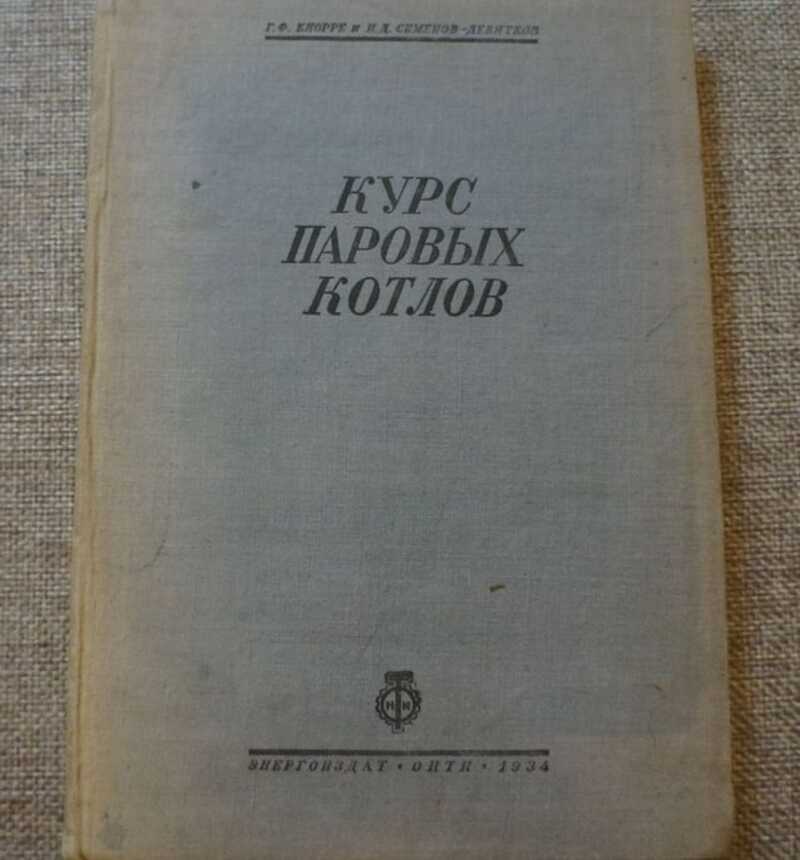 Г. Ф. КНОРРЕ и И. Д. СЕМЕНОВ-ДЕВЯТКОВ
КУРС
ПАРОВЫХ
КОТЛОВ
Н И
ЭНЕРГОИЗДАТ • ОНТИ • 1934